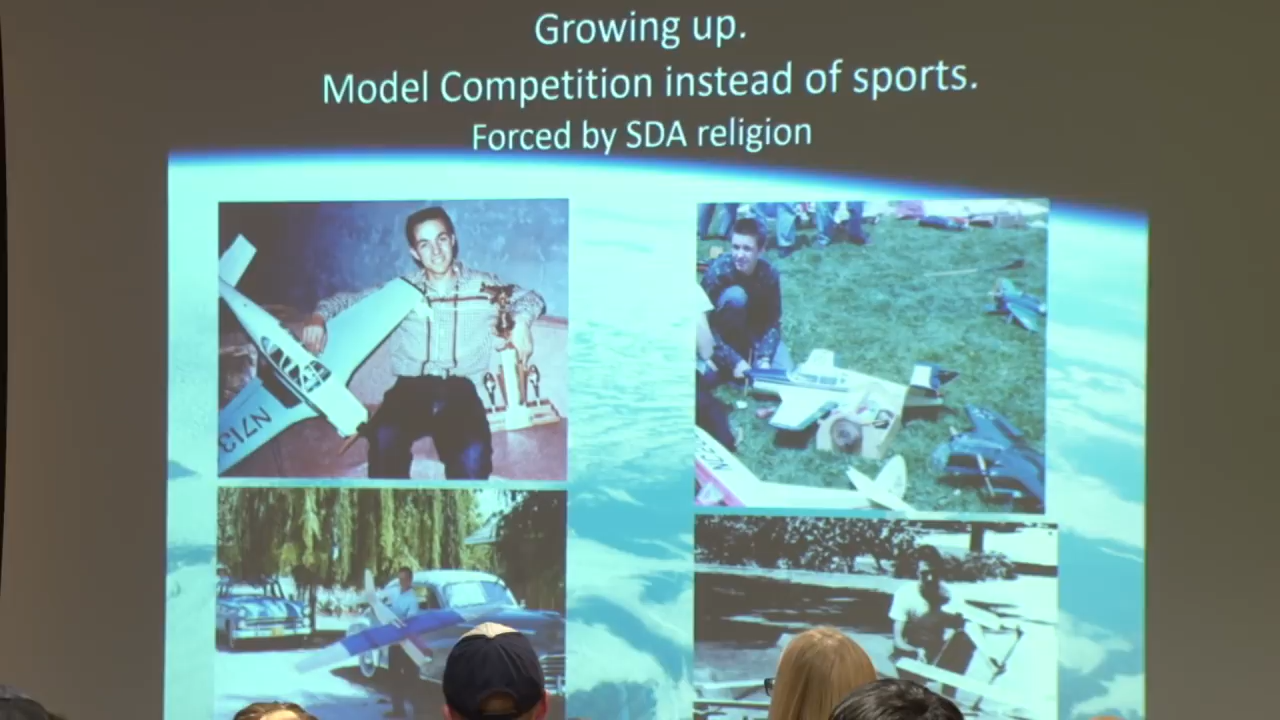 Growing up.
Model Competition instead of sports.
Forced by SDA religion
N713